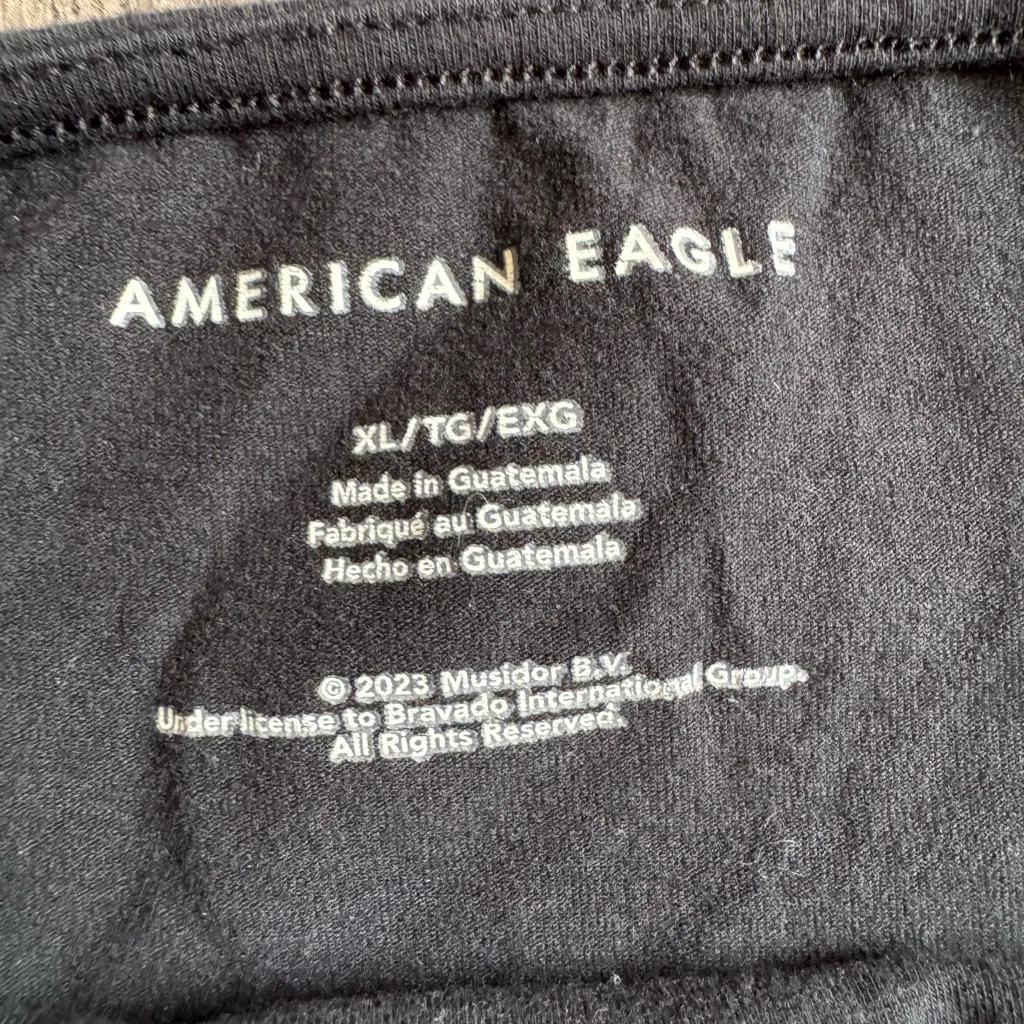 AMERICAN EAGLE
XL/TG/EXG
Made in Guatemala
Fabriqué au Guatemala
Hecho en Guatemala
© 2023 Musidor B.V.
Under license to Bravado International Group.
All Rights Reserved.